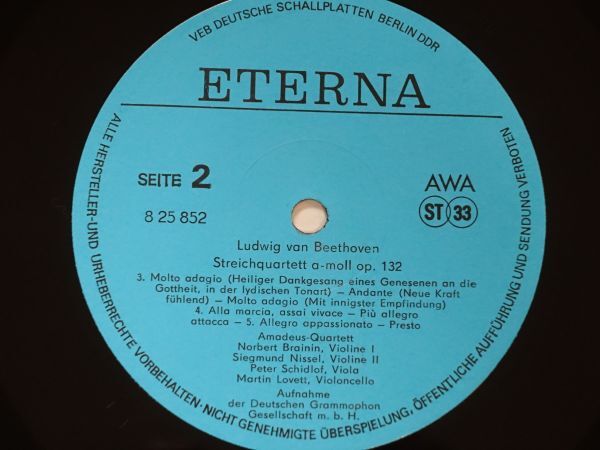 VEB DEUTSCHE SCHALLPLATTEN BERLIN DDR
ETERNA
SEITE 2
8 25 852
AWA
ST 33
Ludwig van Beethoven
Streichquartett a-moll op. 132
3. Molto adagio (Heiliger Dankgesang eines Genesenen an die
Gottheit, in der lydischen Tonart) – Andante (Neue Kraft
fühlend) – Molto adagio (Mit innigster Empfindung)
4. Alla marcia, assai vivace – Più allegro
attacca – 5. Allegro appassionato – Presto
Amadeus-Quartett
Norbert Brainin, Violine I
Siegmund Nissel, Violine II
Peter Schidlof, Viola
Martin Lovett, Violoncello
Aufnahme
der Deutschen Grammophon
Gesellschaft m. b. H.
ALLE HERSTELLER-UND URHEBERRECHTE VORBEHALTEN·NICHT GENEHMIGTE ÜBERSPIELUNG, ÖFFENTLICHE AUFFÜHRUNG UND SENDUNG VERBOTEN